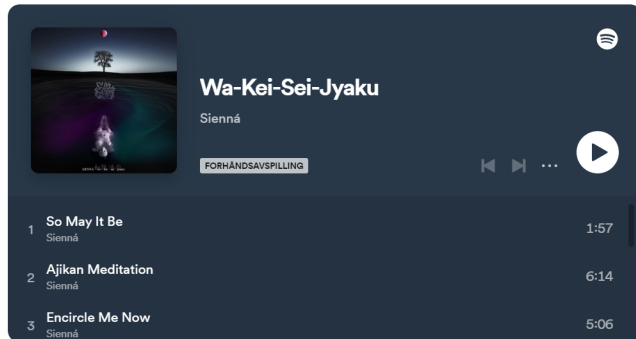 Wa-Kei-Sei-Jyaku
Sienná
FORHÅNDSAVSPILLING
1 So May It Be 1:57
Sienná
2 Ajikan Meditation 6:14
Sienná
3 Encircle Me Now 5:06
Sienná